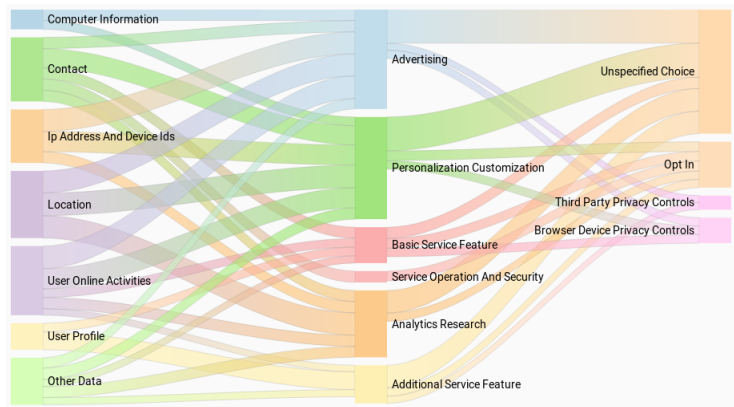 Computer Information
Contact
Ip Address And Device Ids
Location
User Online Activities
User Profile
Other Data
Advertising
Personalization Customization
Basic Service Feature
Service Operation And Security
Analytics Research
Additional Service Feature
Unspecified Choice
Opt In
Third Party Privacy Controls
Browser Device Privacy Controls